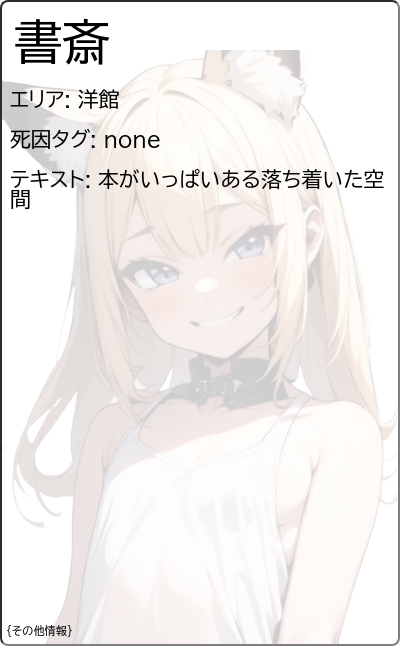 書斎
エリア: 洋館
死因タグ: none
テキスト: 本がいっぱいある落ち着いた空
間
{その他情報}